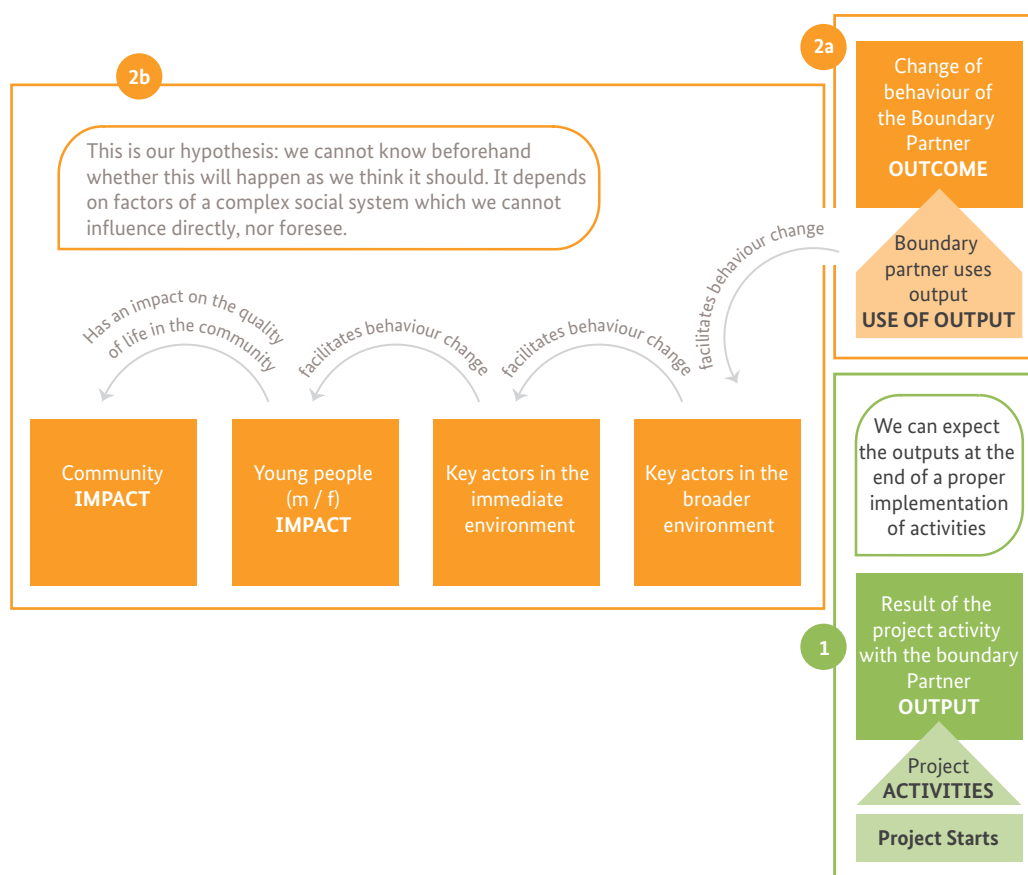 2b
This is our hypothesis: we cannot know beforehand
whether this will happen as we think it should. It depends
on factors of a complex social system which we cannot
influence directly, nor foresee.
Has an impact on the quality
of life in the community
facilitates behaviour change
facilitates behaviour change
facilitates behaviour change
Community
IMPACT
Young people
(m / f)
IMPACT
Key actors in the
immediate
environment
Key actors in the
broader
environment
2a
Change of
behaviour of
the Boundary
Partner
OUTCOME
Boundary
partner uses
output
USE OF OUTPUT
We can expect
the outputs at the
end of a proper
implementation
of activities
1
Result of the
project activity
with the boundary
Partner
OUTPUT
Project
ACTIVITIES
Project Starts